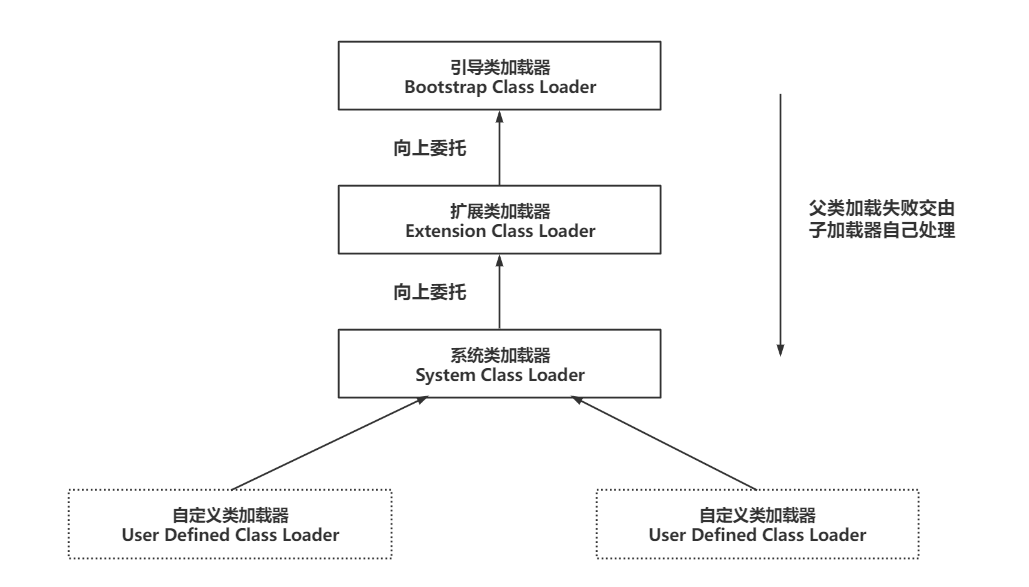 引导类加载器
Bootstrap Class Loader
向上委托
扩展类加载器
Extension Class Loader
父类加载失败交由
子加载器自己处理
向上委托
系统类加载器
System Class Loader
自定义类加载器
User Defined Class Loader
自定义类加载器
User Defined Class Loader